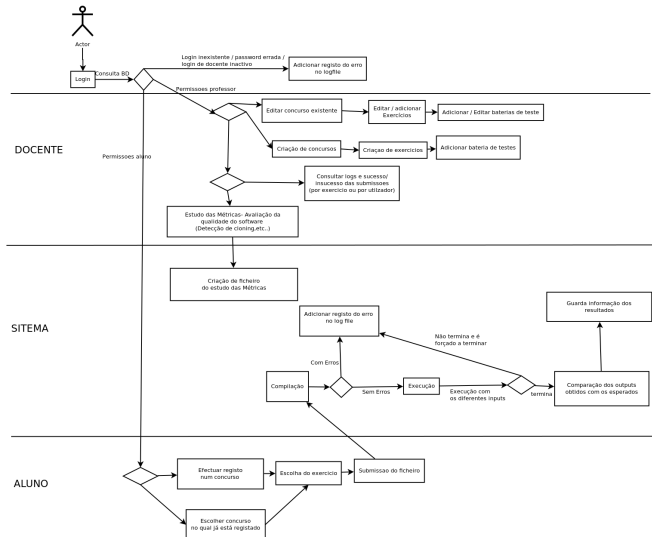 Actor
Login
Consulta BD
Login inexistente / password errada /
login de docente inactivo
Adicionar registo do erro
no logfile
Permissoes professor
Permissoes aluno
DOCENTE
Editar concurso existente
Editar / adicionar
Exercícios
Adicionar / Editar baterias de teste
Criação de concursos
Criaçao de exercicios
Adicionar bateria de testes
Consultar logs e sucesso/
Insucesso das submissoes
(por exercicio ou por utilizador)
Estudo das Métricas- Avaliação da
qualidade do software
(Detecção de cloning,etc..)
SITEMA
Criação de ficheiro
do estudo das Métricas
Adicionar registo do erro
no log file
Não termina e é
forçado a terminar
Guarda informação dos
resultados
Com Erros
Compilação
Sem Erros
Execução
Execução com
os diferentes inputs
termina
Comparação dos outputs
obtidos com os esperados
ALUNO
Efectuar registo
num concurso
Escolha do exercicio
Submissao do ficheiro
Escolher concurso
no qual já está registado